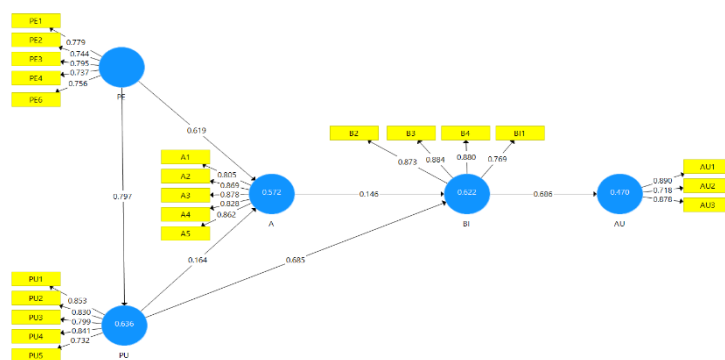 PE1
PE2
PE3
PE4
PE6
0.779
0.744
0.795
0.737
0.756
PE
0.619
0.797
A1
A2
A3
A4
A5
0.805
0.869
0.878
0.828
0.862
0.572
A
0.146
0.164
0.685
B2
B3
B4
BI1
0.873
0.884
0.880
0.769
0.622
BI
0.686
0.470
AU
0.890
0.718
0.878
AU1
AU2
AU3
PU1
PU2
PU3
PU4
PU5
0.853
0.830
0.799
0.841
0.732
0.636
PU